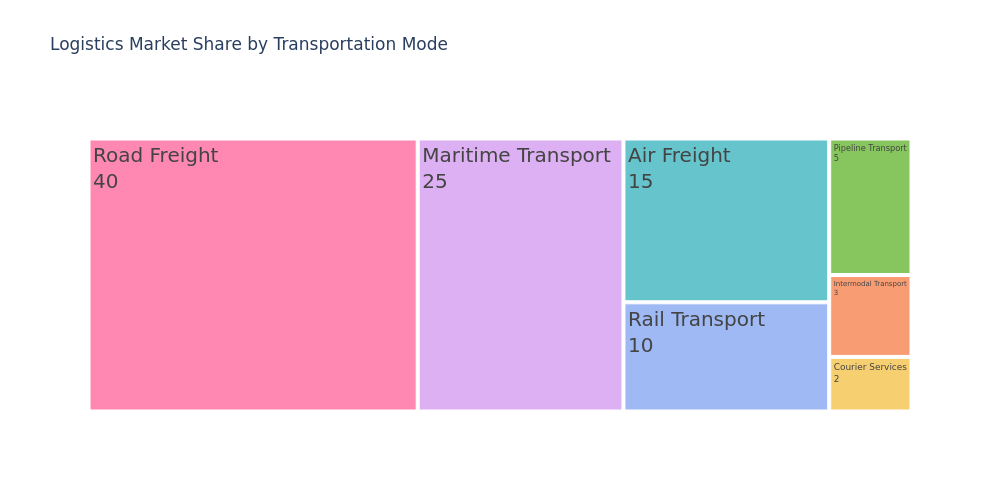 Logistics Market Share by Transportation Mode
Road Freight
40
Maritime Transport
25
Air Freight
15
Rail Transport
10
Pipeline Transport
5
Intermodal Transport
3
Courier Services
2